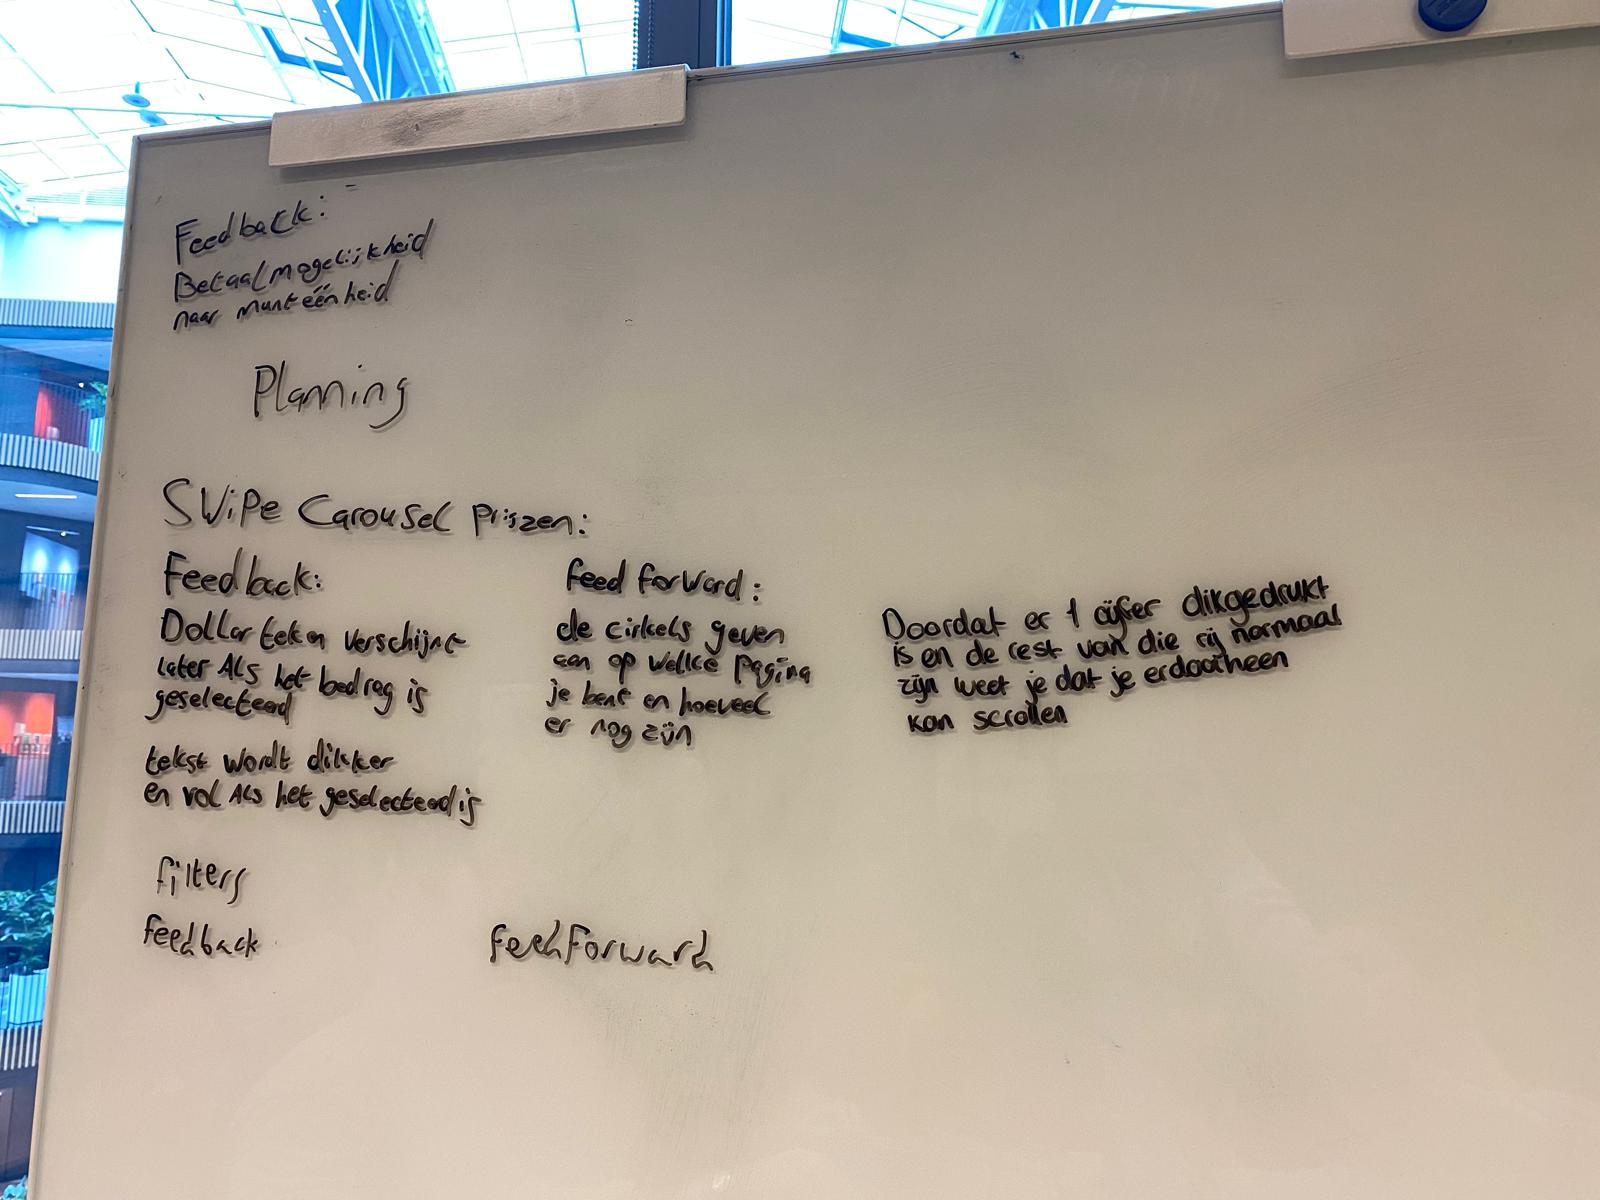 Feedback:
Betaalmogelijkheid
naar munteénheid
Planning
Swipe Carousel prijzen:
Feedback:
Dollar teken verschijnt
later Als het bedrag is
geselecteerd
tekst wordt dikker
en vol Als het geselecteerd is
feed forward:
de cirkels geven
aan op welke pagina
je bent en hoeveel
er nog zijn
Doordat er 1 cijfer dikgedrukt
is en de rest van die rij normaal
zijn weet je dat je erdoorheen
kan scrollen
filters
feedback
feedforward